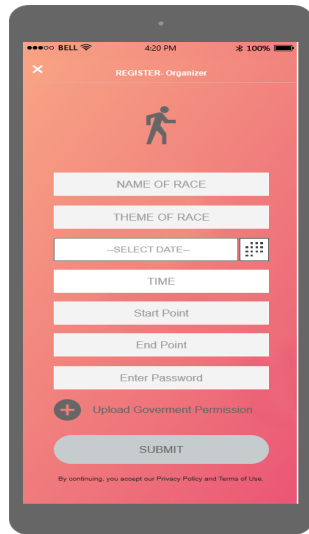 BELL 4:20 PM 100%
REGISTER- Organizer
NAME OF RACE
THEME OF RACE
--SELECT DATE--
TIME
Start Point
End Point
Enter Password
Upload Goverment Permission
SUBMIT
By continuing, you accept our Privacy Policy and Terms of Use.